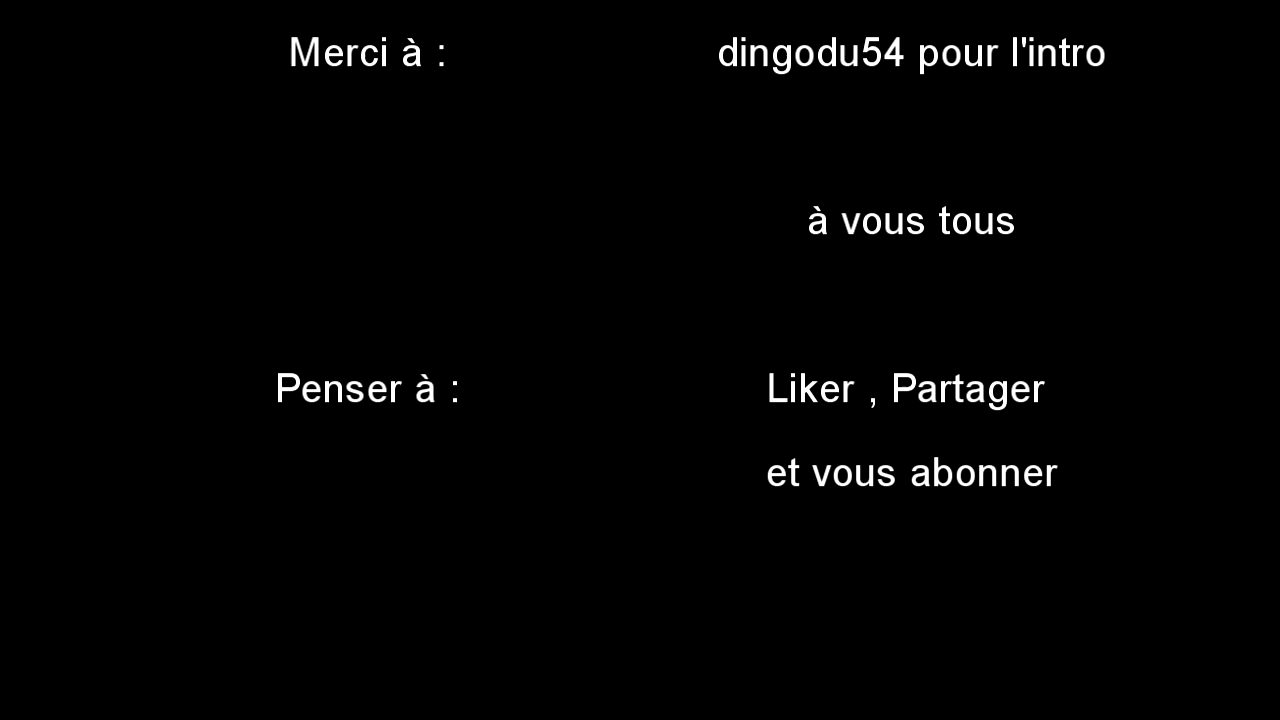 Merci à : dingodu54 pour l'intro
à vous tous
Penser à : Liker , Partager
et vous abonner